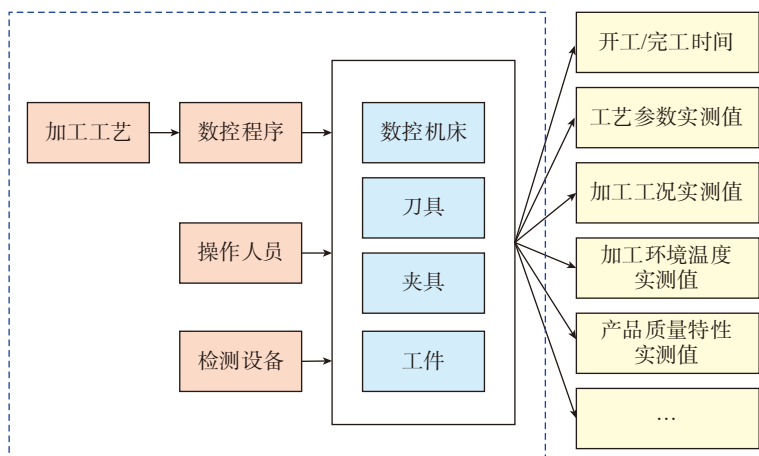 开工/完工时间
加工工艺
数控程序
数控机床
工艺参数实测值
刀具
加工工况实测值
操作人员
夹具
加工环境温度
实测值
检测设备
工件
产品质量特性
实测值
…